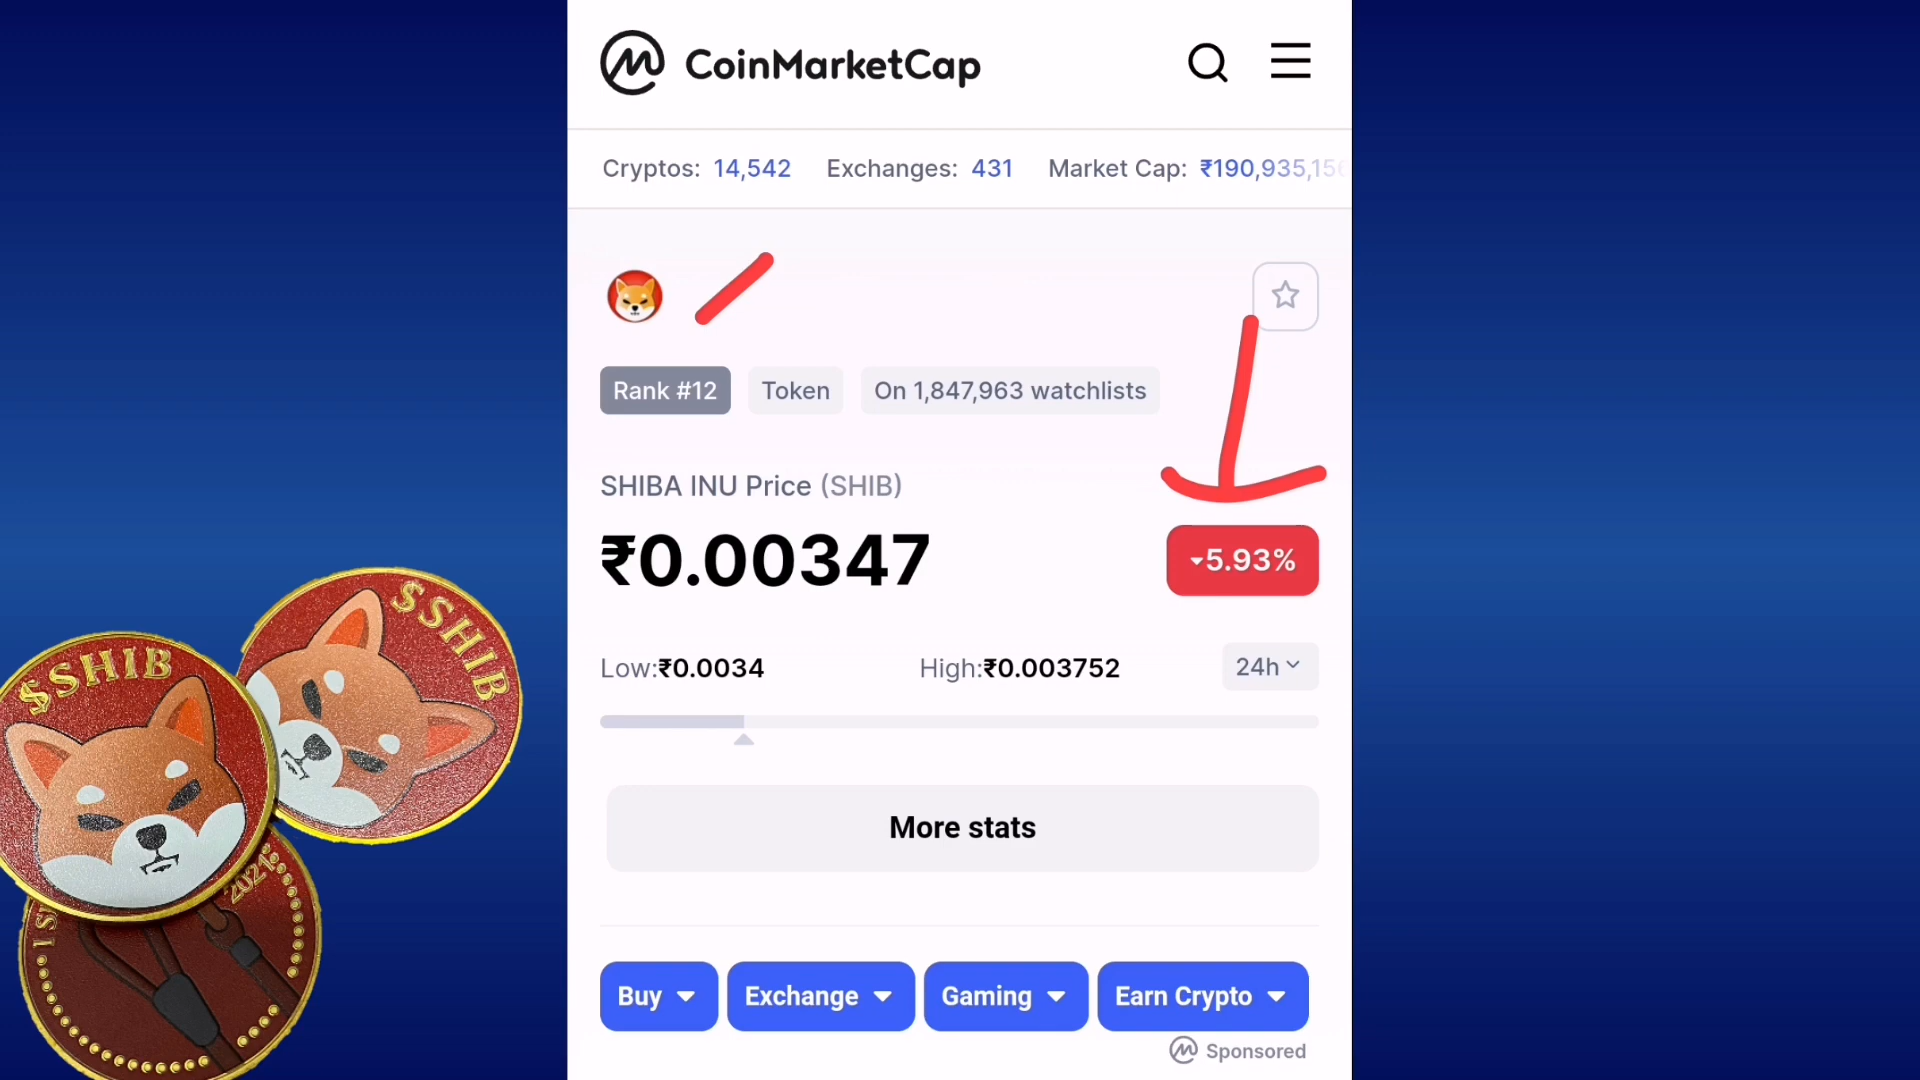 CoinMarketCap
Cryptos: 14,542 Exchanges: 431 Market Cap: ₹190,935,150
Rank #12 Token On 1,847,963 watchlists
SHIBA INU Price (SHIB)
₹0.00347
5.93%
Low:₹0.0034 High:₹0.003752 24h
More stats
Buy Exchange Gaming Earn Crypto
Sponsored
$SHIB
$SHIB
2021